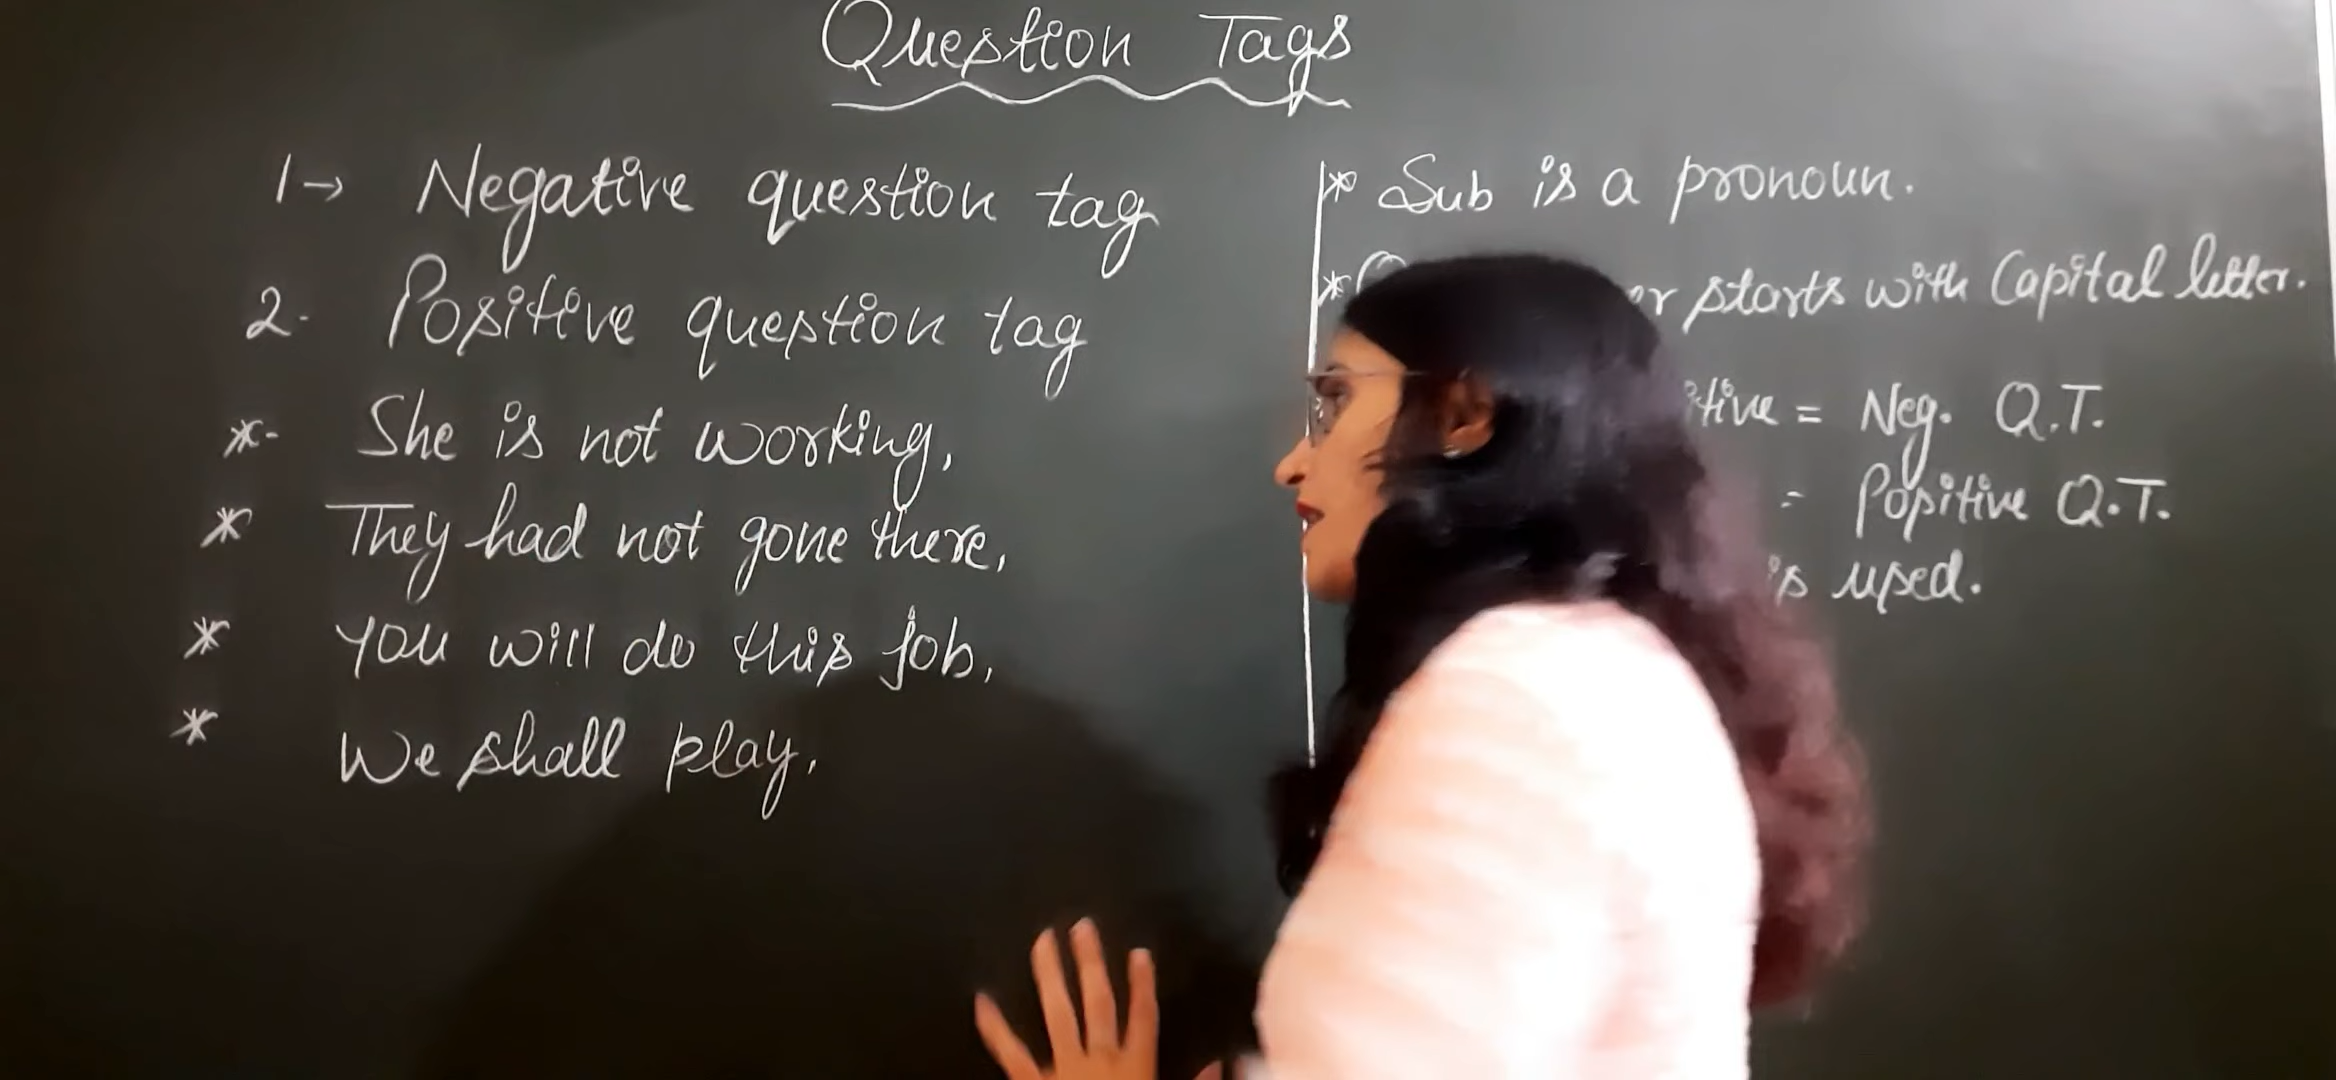 Question Tags
1→ Negative question tag
2. Positive question tag
*- She is not working,
* They had not gone there,
* You will do this job,
* We shall play,
* Sub is a pronoun.
* starts with Capital letter.
= Neg. Q.T.
= Positive Q.T.
is used.